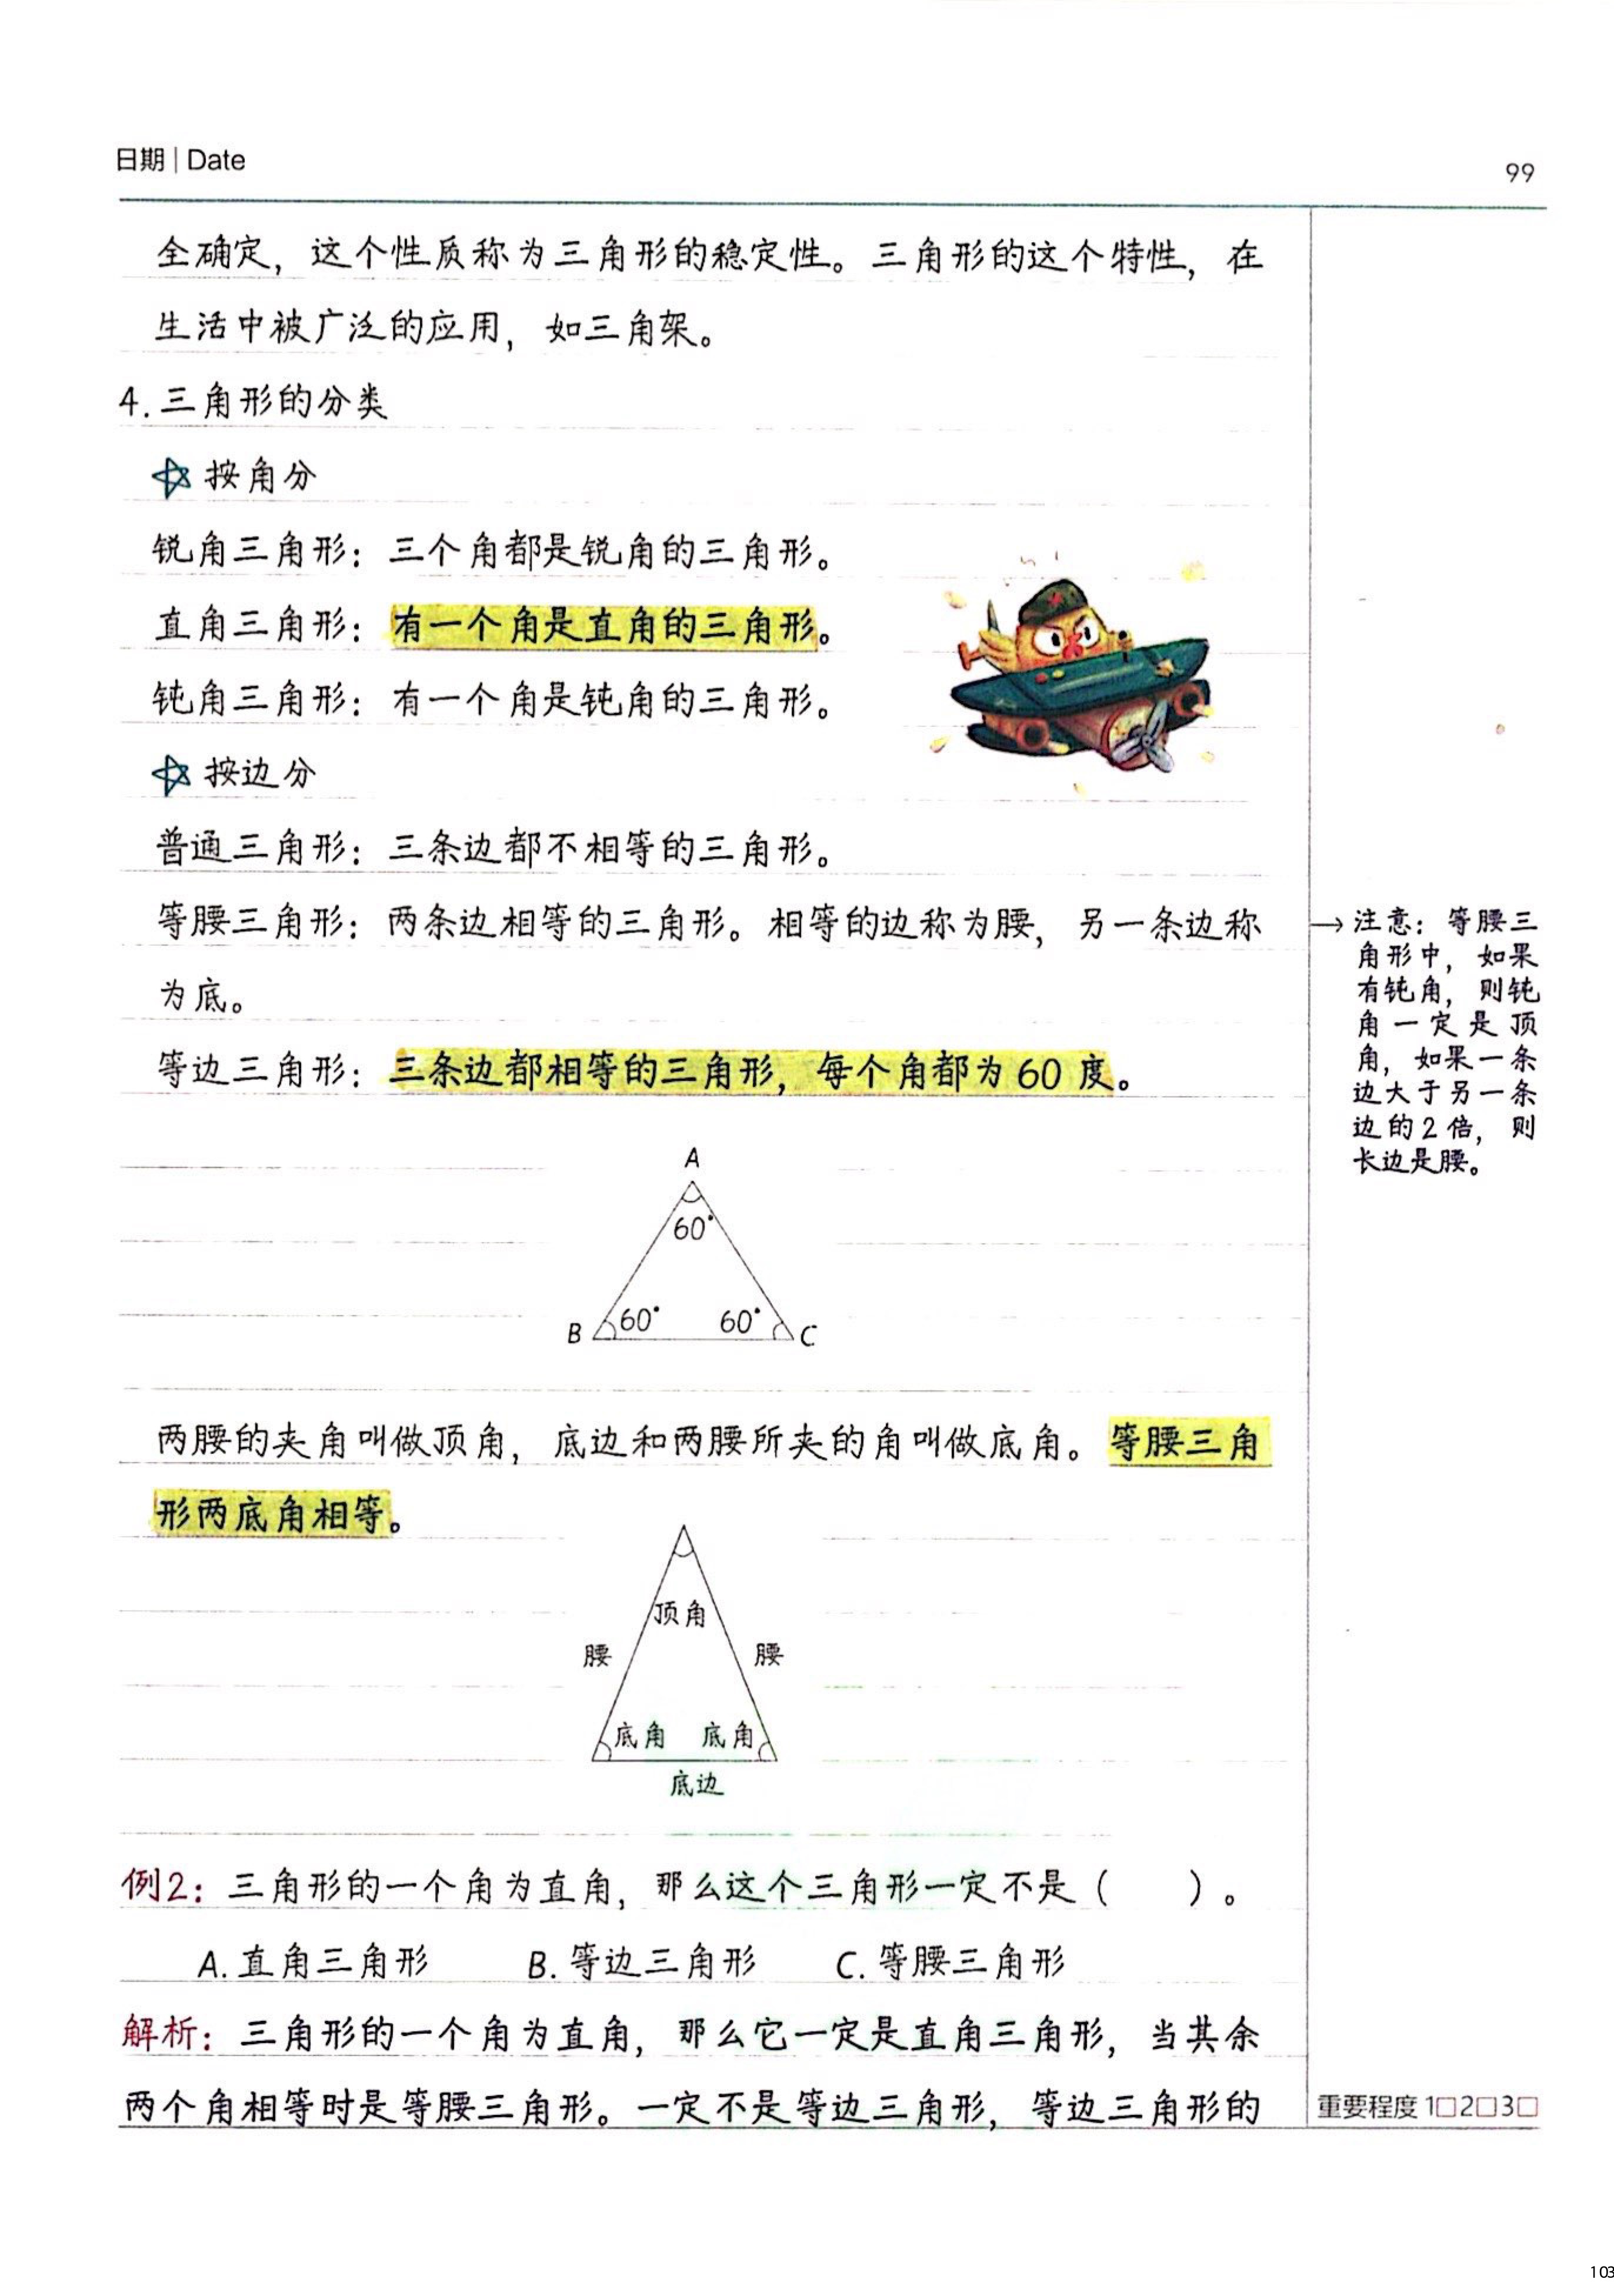 日期 | Date
99
全确定，这个性质称为三角形的稳定性。三角形的这个特性，在
生活中被广泛的应用，如三角架。
4.三角形的分类
☆按角分
锐角三角形：三个角都是锐角的三角形。
直角三角形：有一个角是直角的三角形。
钝角三角形：有一个角是钝角的三角形。
☆按边分
普通三角形：三条边都不相等的三角形。
等腰三角形：两条边相等的三角形。相等的边称为腰，另一条边称
为底。
等边三角形：三条边都相等的三角形，每个角都为60度。
→注意：等腰三
角形中，如果
有钝角，则钝
角一定是顶
角，如果一条
边大于另一条
边的2倍，则
长边是腰。
A
60°
B 60° 60° C
两腰的夹角叫做顶角，底边和两腰所夹的角叫做底角。等腰三角
形两底角相等。
顶角
腰 腰
底角 底角
底边
例2：三角形的一个角为直角，那么这个三角形一定不是（ ）。
A.直角三角形 B.等边三角形 C.等腰三角形
解析：三角形的一个角为直角，那么它一定是直角三角形，当其余
两个角相等时是等腰三角形。一定不是等边三角形，等边三角形的
重要程度 1□2□3□
103